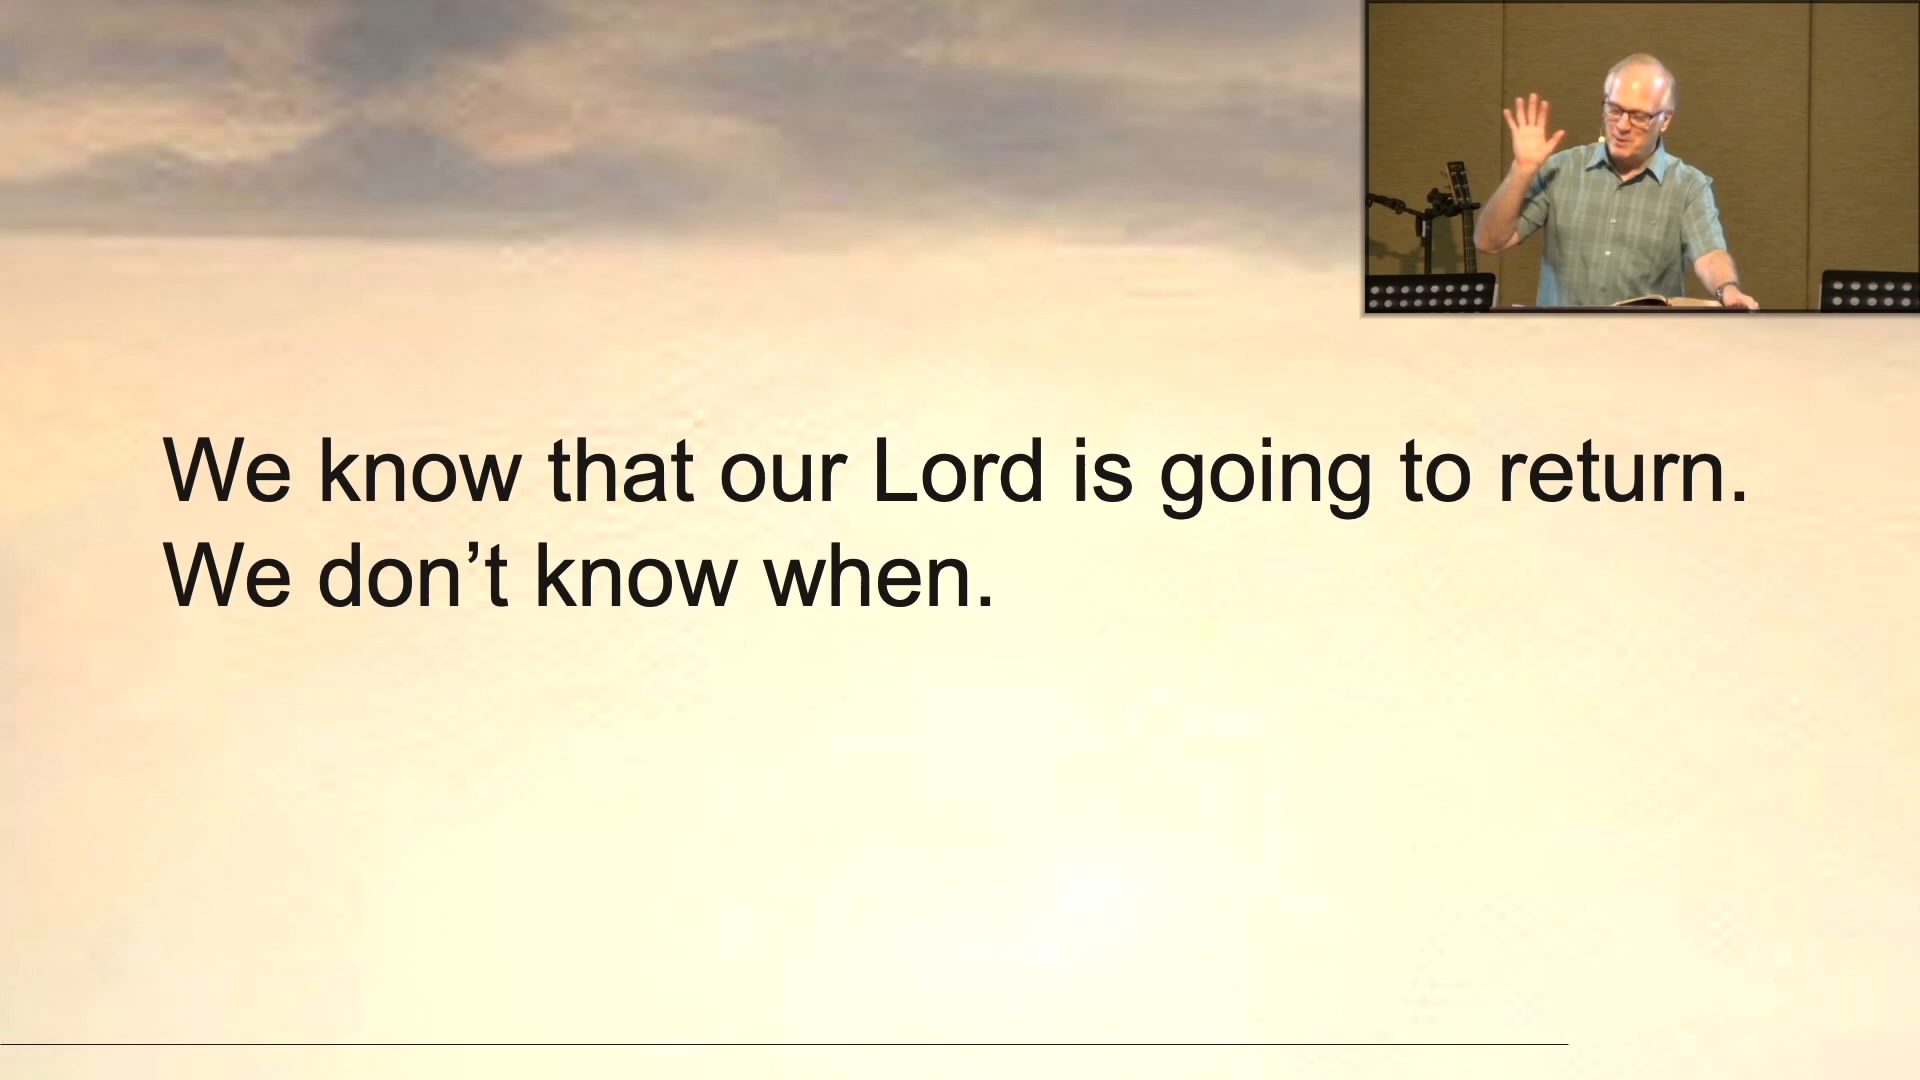 We know that our Lord is going to return.
We don’t know when.